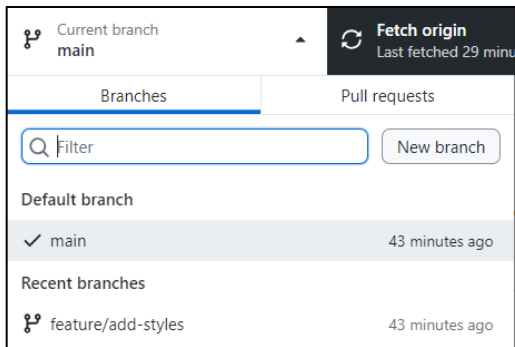 Current branch
main
Fetch origin
Last fetched 29 minu
Branches
Pull requests
Filter
New branch
Default branch
main
43 minutes ago
Recent branches
feature/add-styles
43 minutes ago